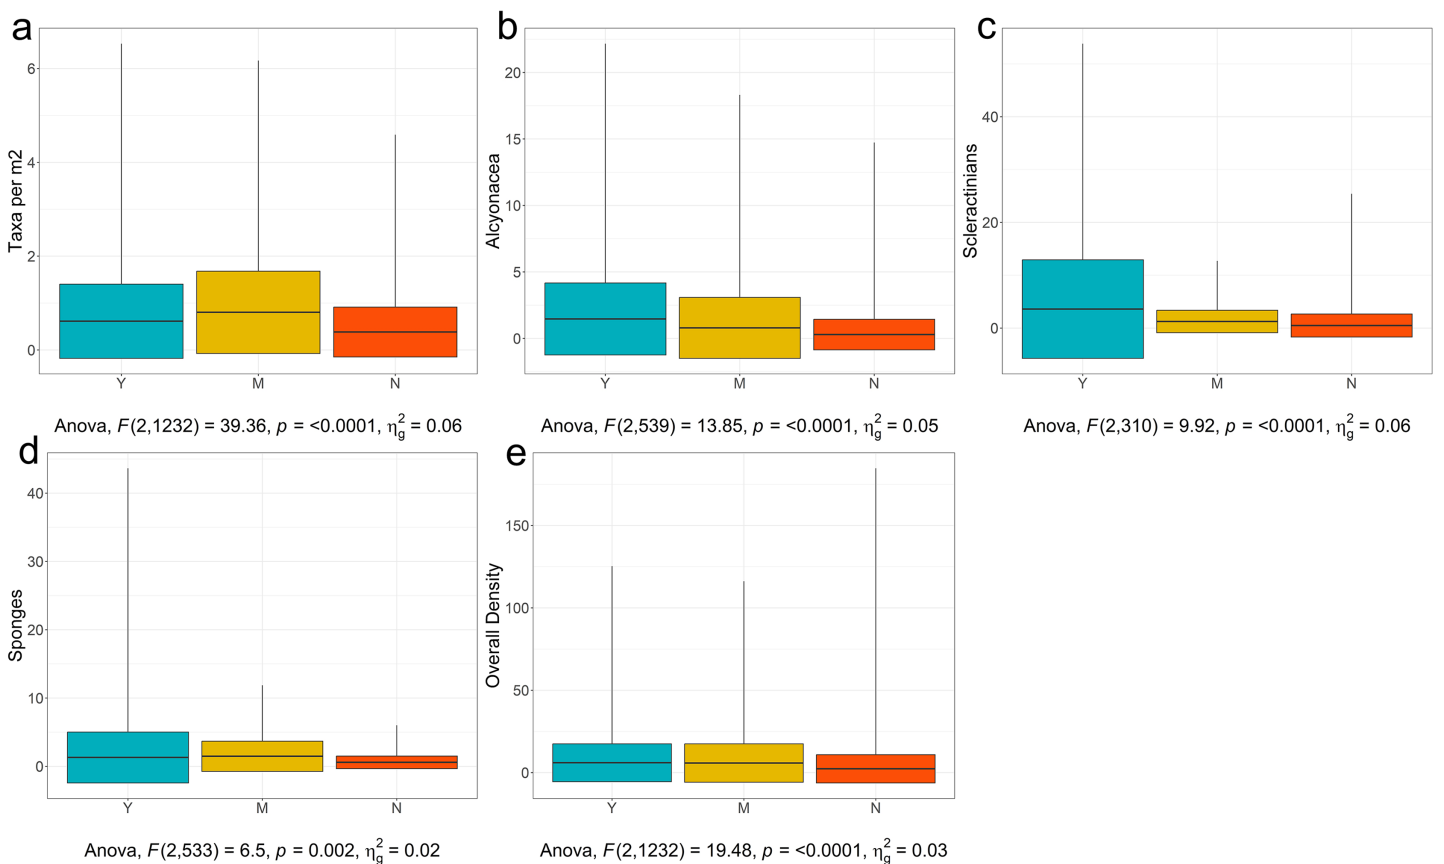 a
Taxa per m2
6
4
2
0
Y M N
Anova, F(2,1232) = 39.36, p = <0.0001, η²g = 0.06
b
Alcyonacea
20
15
10
5
0
Y M N
Anova, F(2,539) = 13.85, p = <0.0001, η²g = 0.05
c
Scleractinians
40
20
0
Y M N
Anova, F(2,310) = 9.92, p = <0.0001, η²g = 0.06
d
Sponges
40
30
20
10
0
Y M N
Anova, F(2,533) = 6.5, p = 0.002, η²g = 0.02
e
Overall Density
150
100
50
0
Y M N
Anova, F(2,1232) = 19.48, p = <0.0001, η²g = 0.03